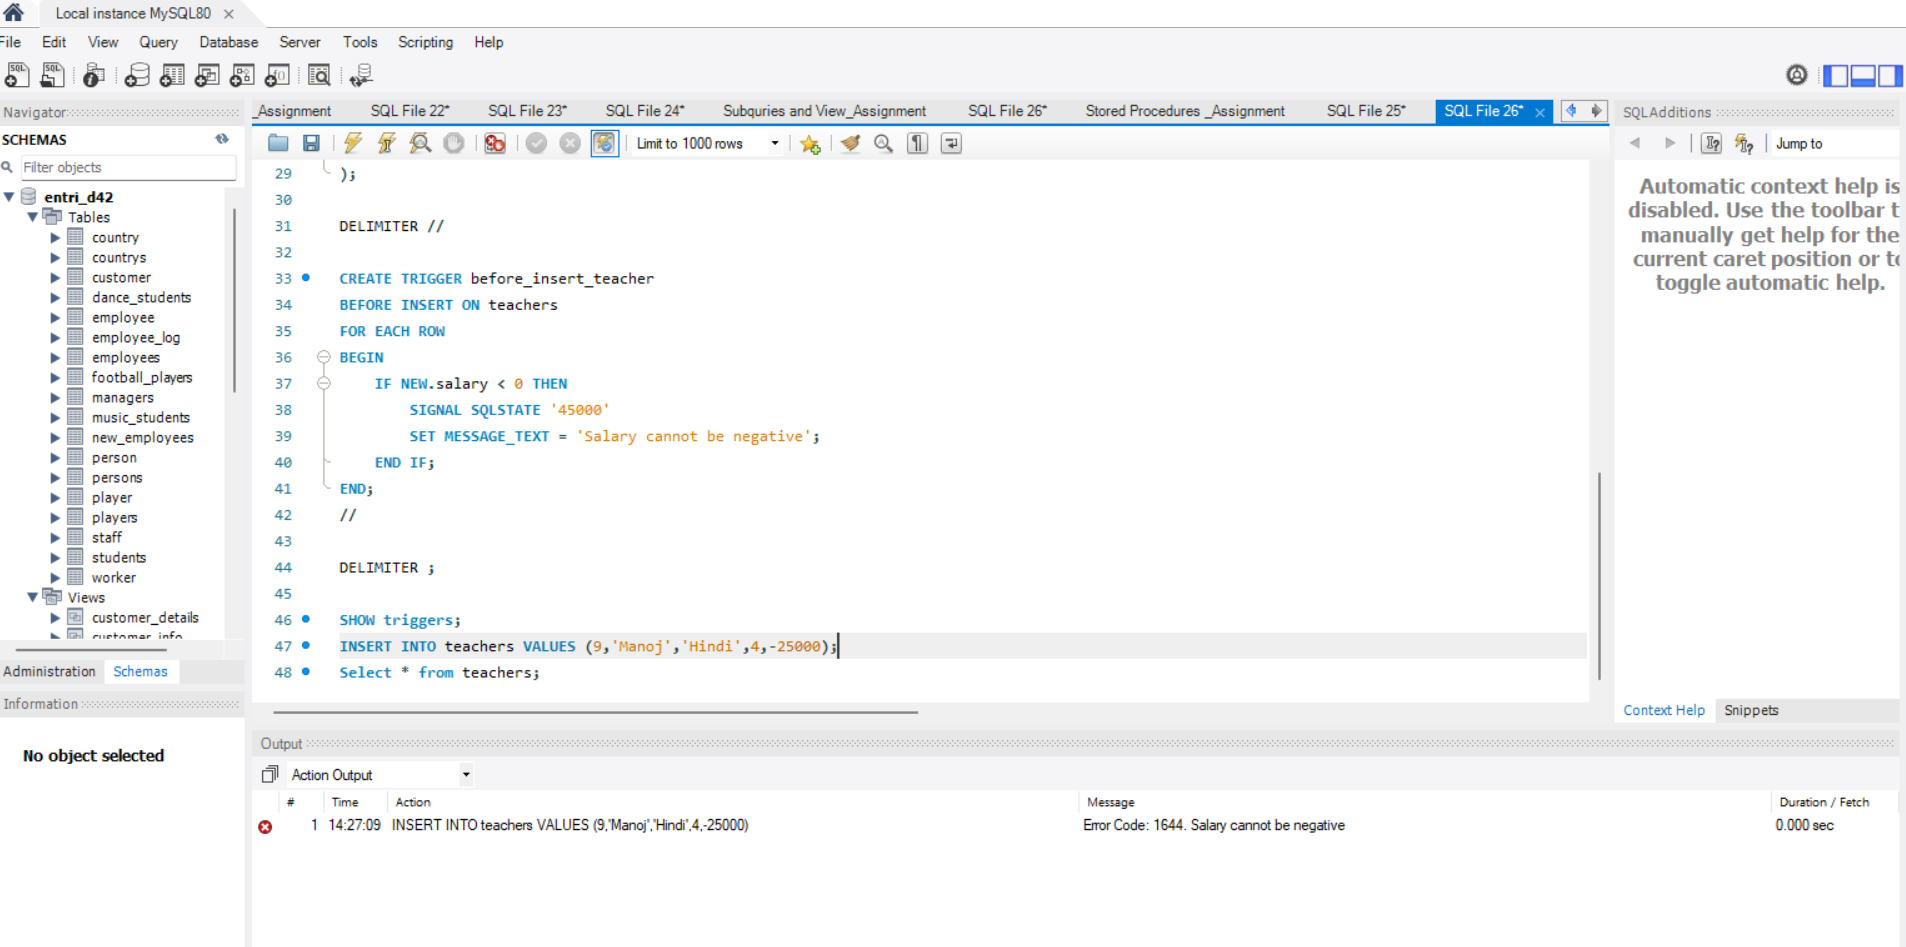 Local instance MySQL80
File Edit View Query Database Server Tools Scripting Help
Navigator
SCHEMAS
Filter objects
entri_d42
Tables
country
countrys
customer
dance_students
employee
employee_log
employees
football_players
managers
music_students
new_employees
person
persons
player
players
staff
students
worker
Views
customer_details
customer_info
Administration Schemas
Information
No object selected
_Assignment SQL File 22* SQL File 23* SQL File 24* Subquries and View_Assignment SQL File 26* Stored Procedures _Assignment SQL File 25* SQL File 26*
Limit to 1000 rows
29 );
30
31 DELIMITER //
32
33 CREATE TRIGGER before_insert_teacher
34 BEFORE INSERT ON teachers
35 FOR EACH ROW
36 BEGIN
37 IF NEW.salary < 0 THEN
38 SIGNAL SQLSTATE '45000'
39 SET MESSAGE_TEXT = 'Salary cannot be negative';
40 END IF;
41 END;
42 //
43
44 DELIMITER ;
45
46 SHOW triggers;
47 INSERT INTO teachers VALUES (9,'Manoj','Hindi',4,-25000);
48 Select * from teachers;
SQLAdditions
Jump to
Automatic context help is
disabled. Use the toolbar t
manually get help for the
current caret position or to
toggle automatic help.
Context Help Snippets
Output
Action Output
# Time Action Message Duration / Fetch
1 14:27:09 INSERT INTO teachers VALUES (9,'Manoj','Hindi',4,-25000) Error Code: 1644. Salary cannot be negative 0.000 sec